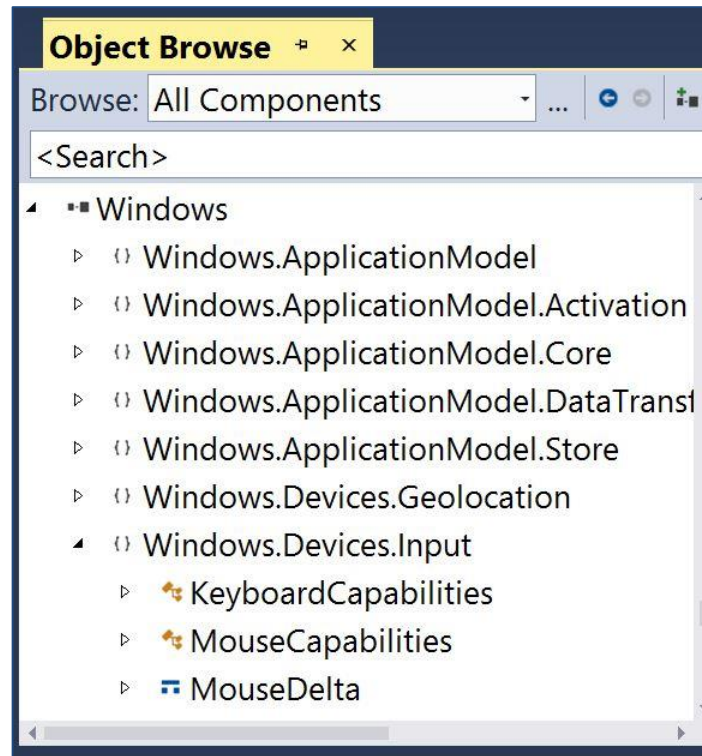 Object Browse
Browse: All Components ...
<Search>
Windows
{} Windows.ApplicationModel
{} Windows.ApplicationModel.Activation
{} Windows.ApplicationModel.Core
{} Windows.ApplicationModel.DataTransf
{} Windows.ApplicationModel.Store
{} Windows.Devices.Geolocation
{} Windows.Devices.Input
KeyboardCapabilities
MouseCapabilities
MouseDelta